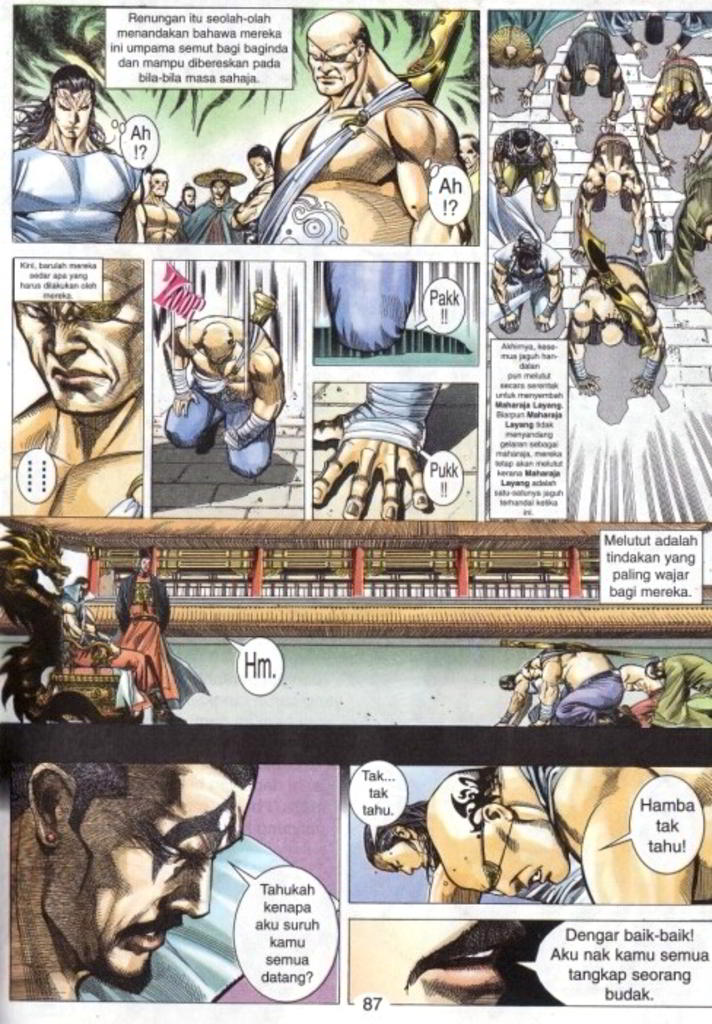 Renungan itu seolah-olah
menandakan bahawa mereka
ini umpama semut bagi baginda
dan mampu dibereskan pada
bila-bila masa sahaja.
Ah
!?
Ah
!?
Kini, barulah mereka
sedar apa yang
harus dilakukan oleh
mereka.
YOOP
Pakk
!!
Pukk
!!
Akhirnya, kese-
mua jaguh han-
dalan
pun melutut
secara serentak
untuk menyembah
Maharaja Layang.
Biarpun Maharaja
Layang tidak
menyandang
gelaran sebagai
maharaja, mereka
tetap akan melutut
kerana Maharaja
Layang adalah
satu-satunya jaguh
terhandal ketika
ini.
Melutut adalah
tindakan yang
paling wajar
bagi mereka.
Hm.
Tahukah
kenapa
aku suruh
kamu
semua
datang?
Tak...
tak
tahu.
Hamba
tak
tahu!
Dengar baik-baik!
Aku nak kamu semua
tangkap seorang
budak.
87